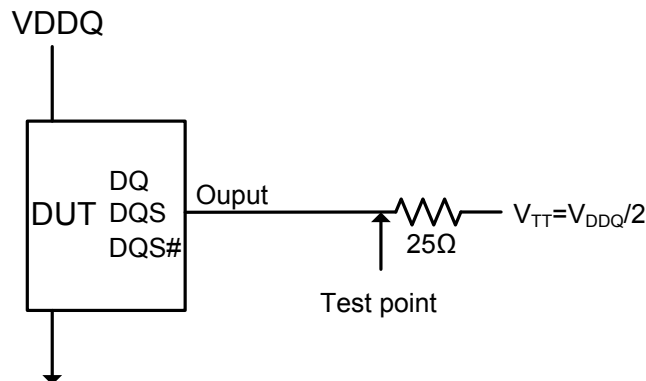 VDDQ
DUT
DQ
DQS
DQS#
Ouput
25Ω
V_TT=V_DDQ/2
Test point